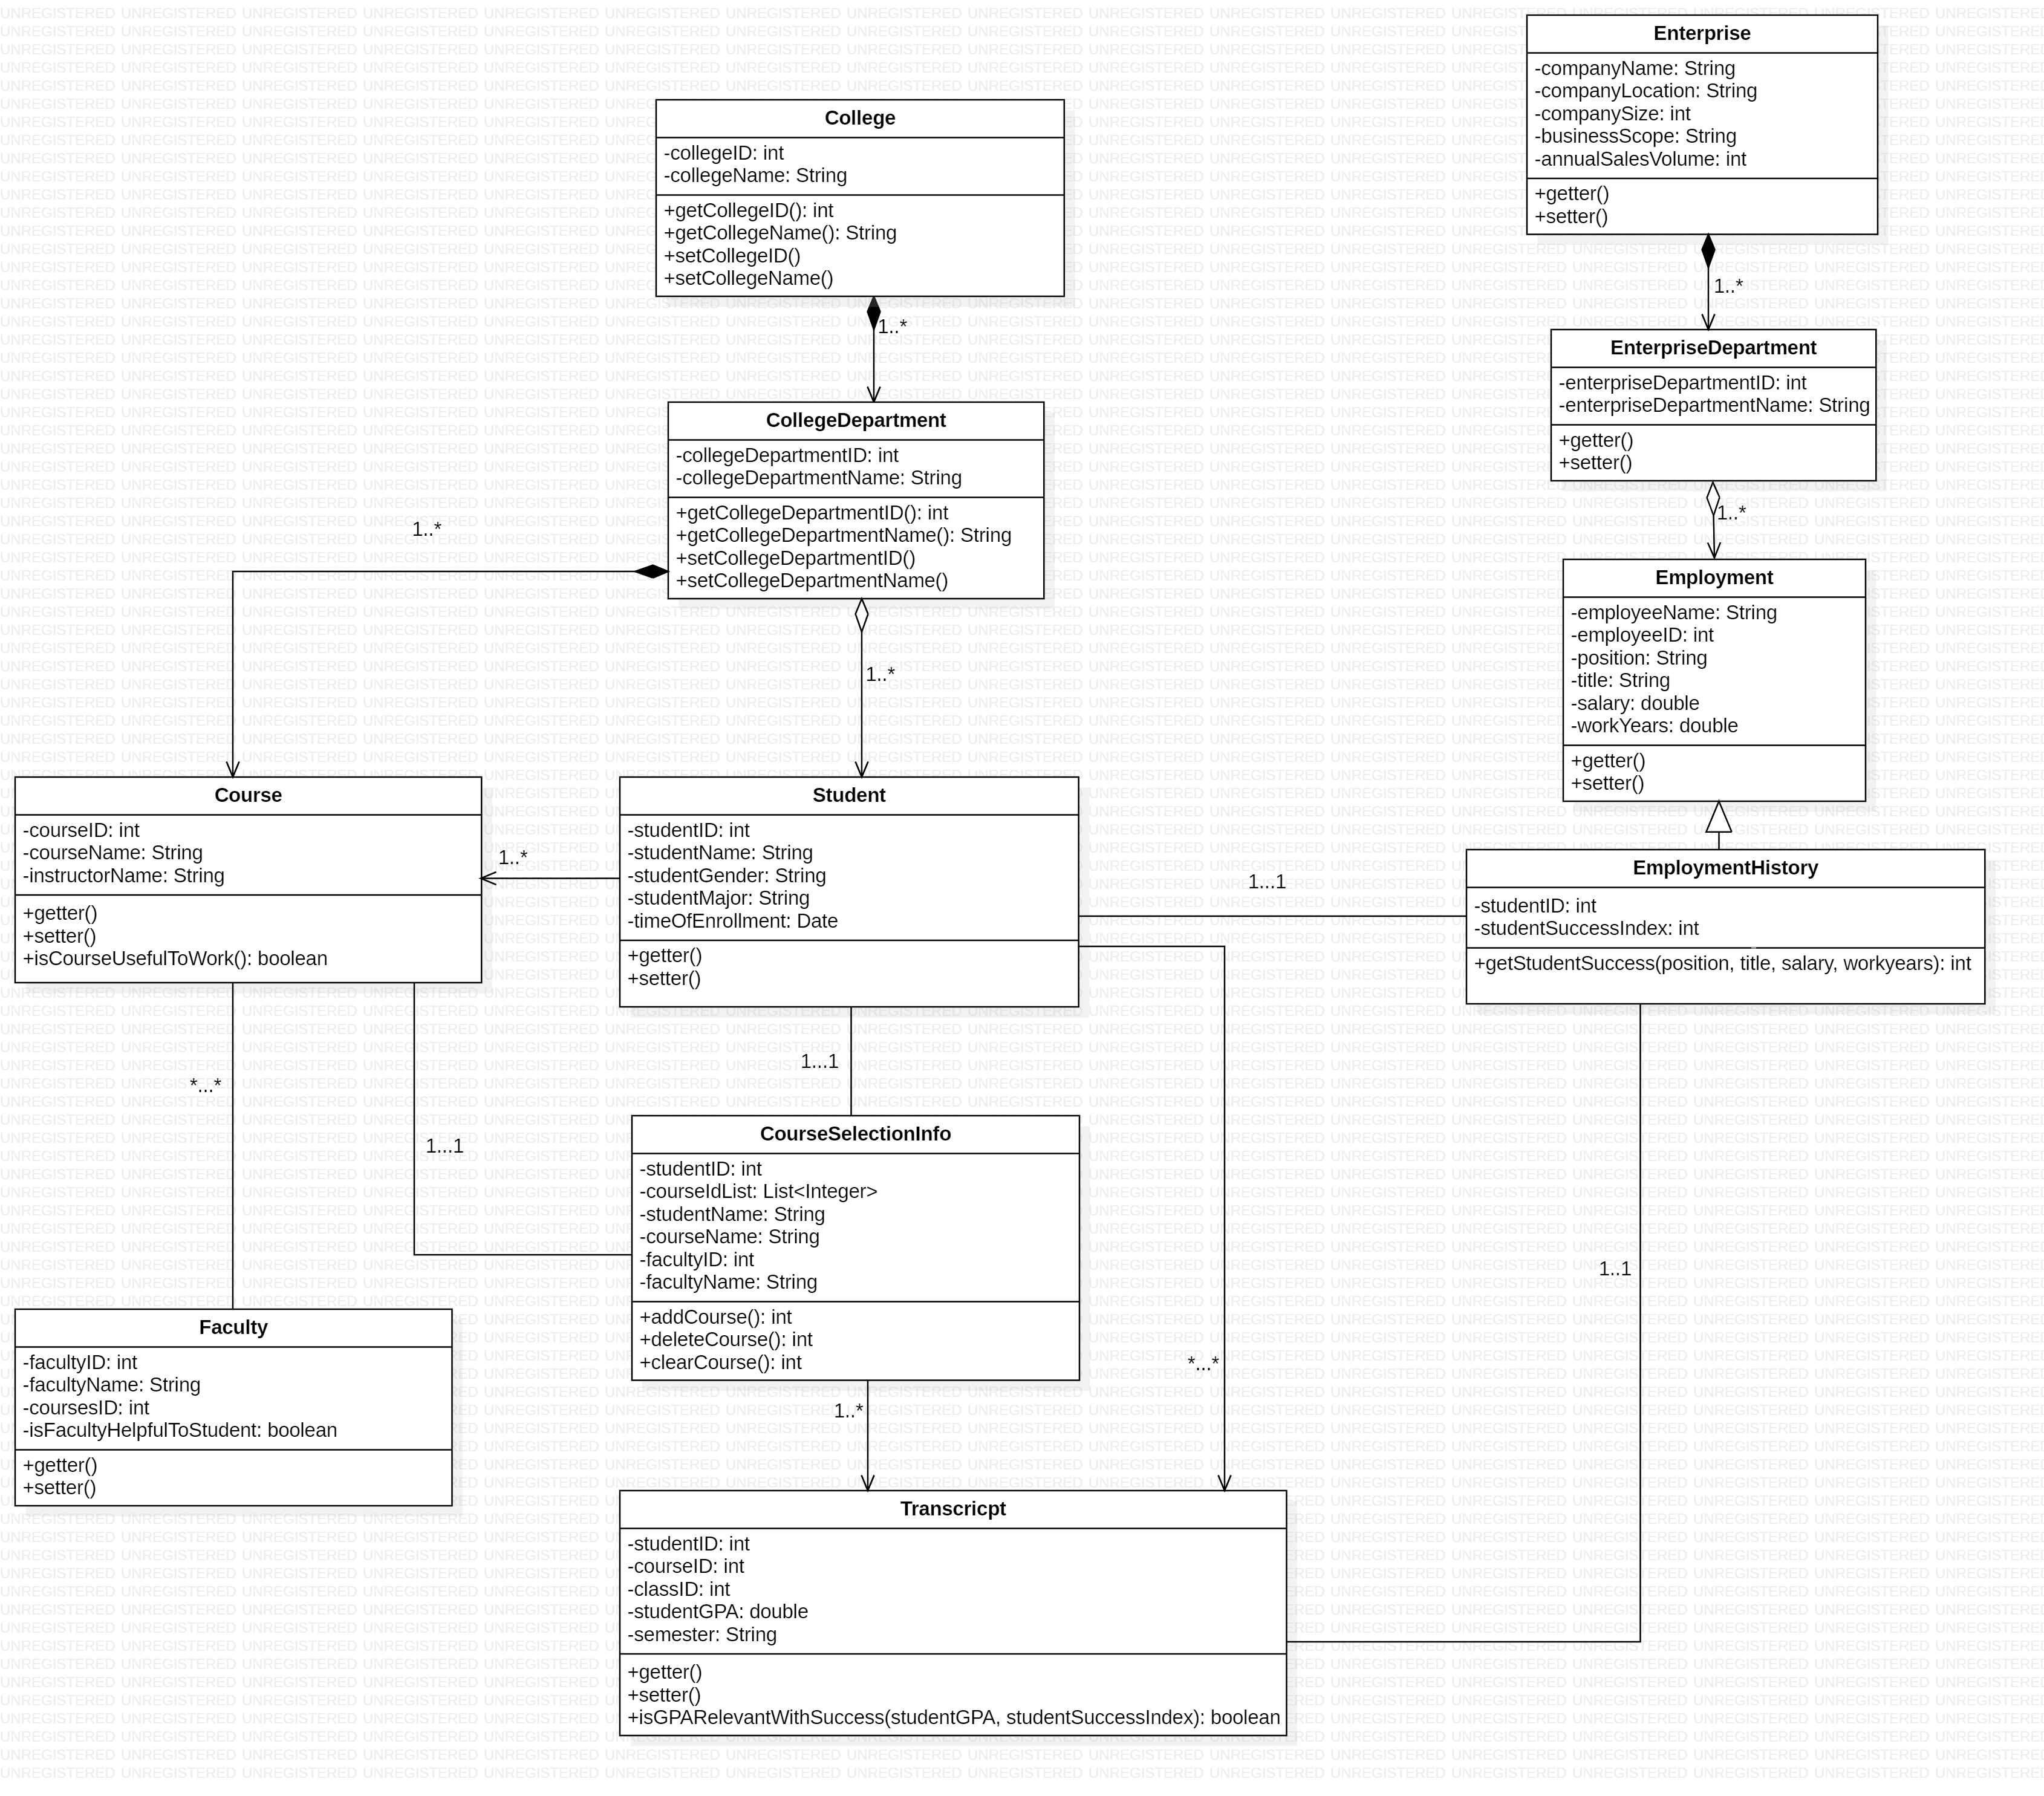 Enterprise
-companyName: String
-companyLocation: String
-companySize: int
-businessScope: String
-annualSalesVolume: int
+getter()
+setter()
1..*
College
-collegeID: int
-collegeName: String
+getCollegeID(): int
+getCollegeName(): String
+setCollegeID()
+setCollegeName()
1..*
EnterpriseDepartment
-enterpriseDepartmentID: int
-enterpriseDepartmentName: String
+getter()
+setter()
1..*
CollegeDepartment
-collegeDepartmentID: int
-collegeDepartmentName: String
+getCollegeDepartmentID(): int
+getCollegeDepartmentName(): String
+setCollegeDepartmentID()
+setCollegeDepartmentName()
1..*
1..*
Employment
-employeeName: String
-employeeID: int
-position: String
-title: String
-salary: double
-workYears: double
+getter()
+setter()
Course
-courseID: int
-courseName: String
-instructorName: String
+getter()
+setter()
+isCourseUsefulToWork(): boolean
1..*
Student
-studentID: int
-studentName: String
-studentGender: String
-studentMajor: String
-timeOfEnrollment: Date
+getter()
+setter()
1...1
EmploymentHistory
-studentID: int
-studentSuccessIndex: int
+getStudentSuccess(position, title, salary, workyears): int
*...*
1...1
1...1
CourseSelectionInfo
-studentID: int
-courseIdList: List<Integer>
-studentName: String
-courseName: String
-facultyID: int
-facultyName: String
+addCourse(): int
+deleteCourse(): int
+clearCourse(): int
1..1
*...*
1..*
Faculty
-facultyID: int
-facultyName: String
-coursesID: int
-isFacultyHelpfulToStudent: boolean
+getter()
+setter()
Transcricpt
-studentID: int
-courseID: int
-classID: int
-studentGPA: double
-semester: String
+getter()
+setter()
+isGPARelevantWithSuccess(studentGPA, studentSuccessIndex): boolean
UNREGISTERED